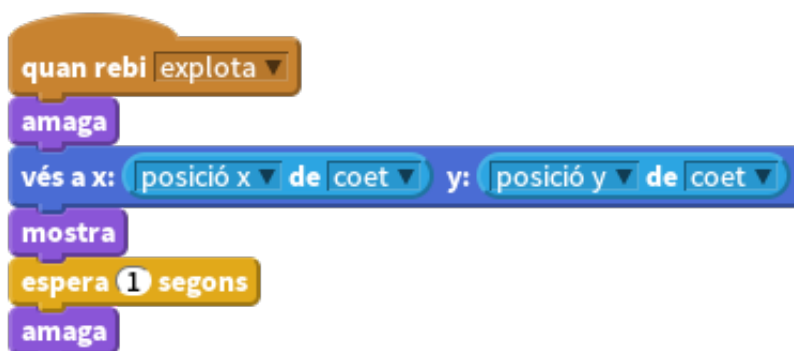 quan rebi explota
amaga
vés a x: posició x de coet y: posició y de coet
mostra
espera 1 segons
amaga